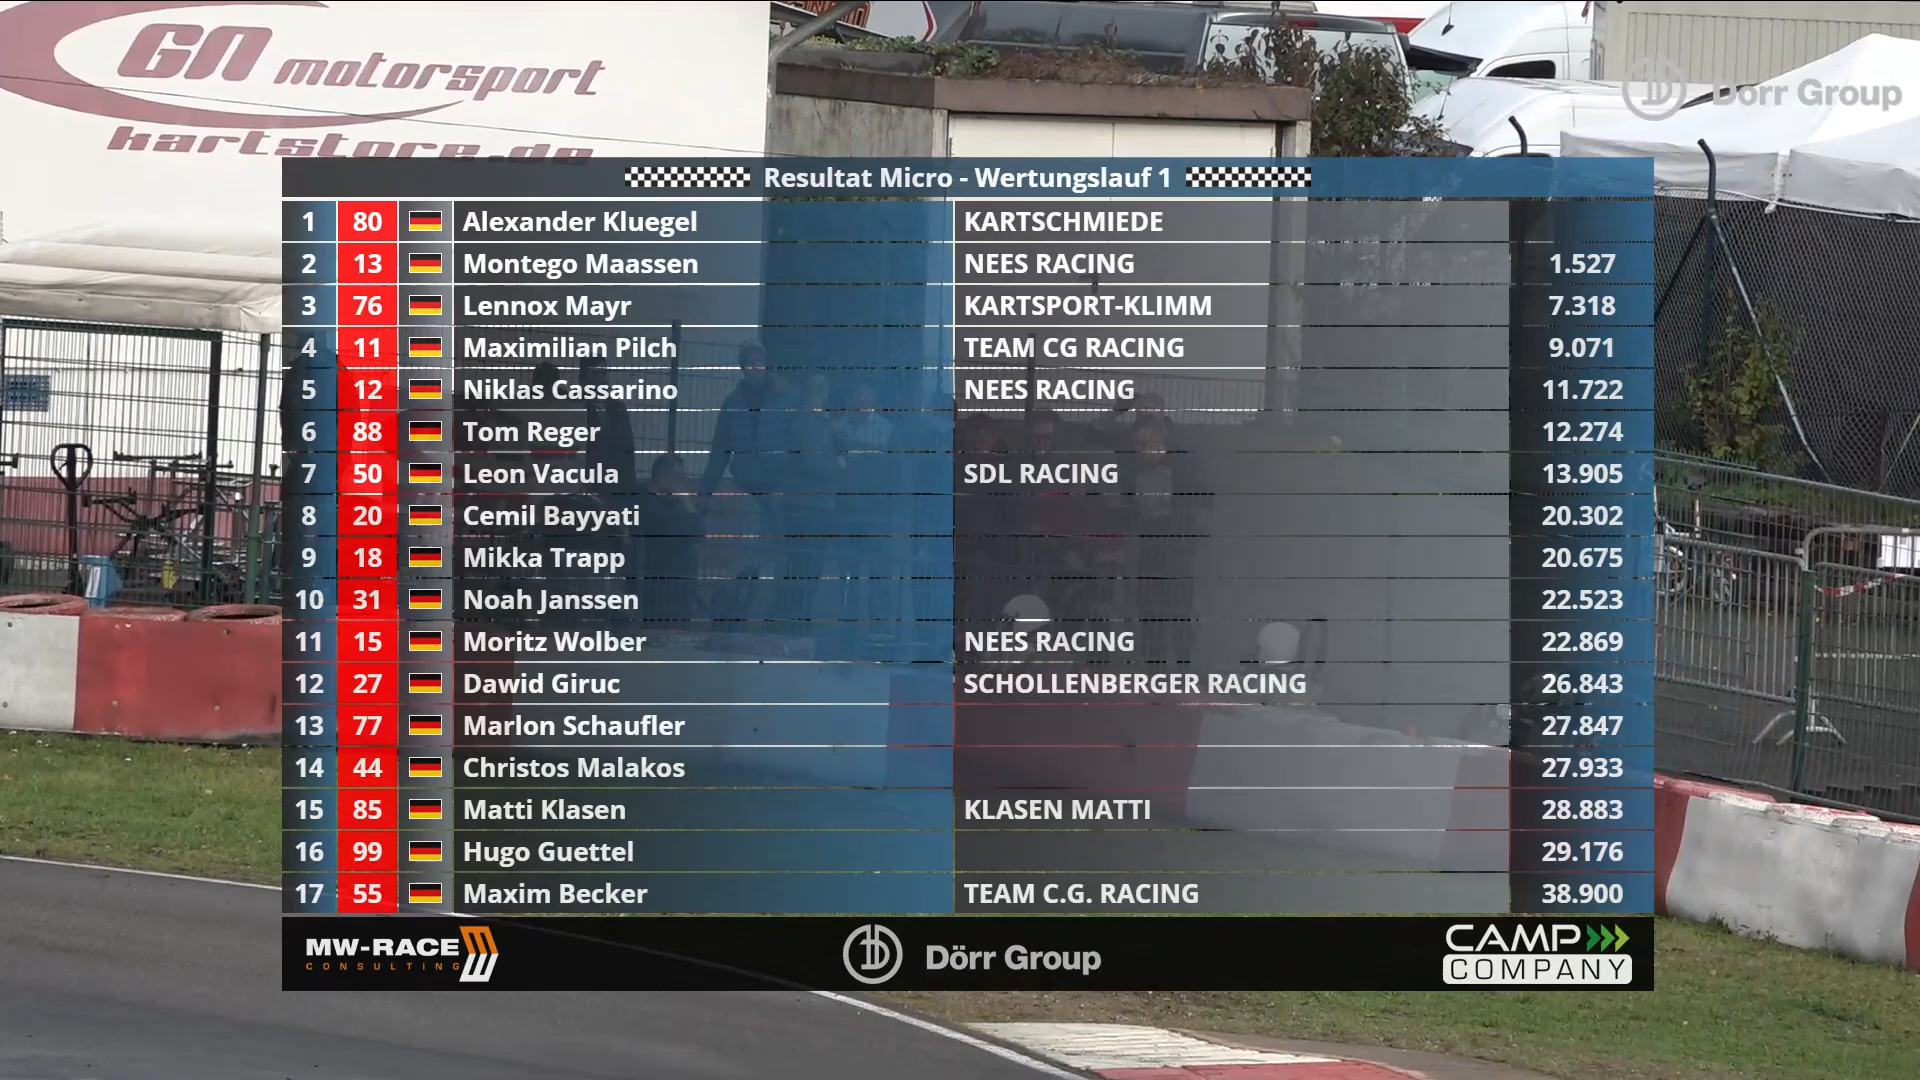 GN motorsport
kartstore.de
Dörr Group
Resultat Micro - Wertungslauf 1
1 80 Alexander Kluegel KARTSCHMIEDE
2 13 Montego Maassen NEES RACING 1.527
3 76 Lennox Mayr KARTSPORT-KLIMM 7.318
4 11 Maximilian Pilch TEAM CG RACING 9.071
5 12 Niklas Cassarino NEES RACING 11.722
6 88 Tom Reger 12.274
7 50 Leon Vacula SDL RACING 13.905
8 20 Cemil Bayyati 20.302
9 18 Mikka Trapp 20.675
10 31 Noah Janssen 22.523
11 15 Moritz Wolber NEES RACING 22.869
12 27 Dawid Giruc SCHOLLENBERGER RACING 26.843
13 77 Marlon Schaufler 27.847
14 44 Christos Malakos 27.933
15 85 Matti Klasen KLASEN MATTI 28.883
16 99 Hugo Guettel 29.176
17 55 Maxim Becker TEAM C.G. RACING 38.900
MW-RACE
CONSULTING
Dörr Group
CAMP
COMPANY